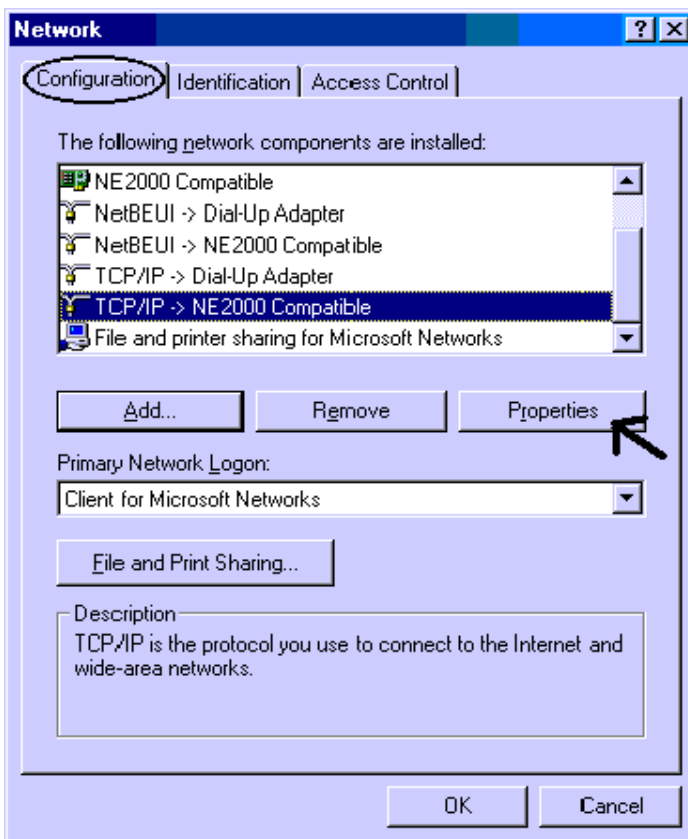 Network
Configuration Identification Access Control
The following network components are installed:
NE2000 Compatible
NetBEUI -> Dial-Up Adapter
NetBEUI -> NE2000 Compatible
TCP/IP -> Dial-Up Adapter
TCP/IP -> NE2000 Compatible
File and printer sharing for Microsoft Networks
Add... Remove Properties
Primary Network Logon:
Client for Microsoft Networks
File and Print Sharing...
Description
TCP/IP is the protocol you use to connect to the Internet and
wide-area networks.
OK Cancel